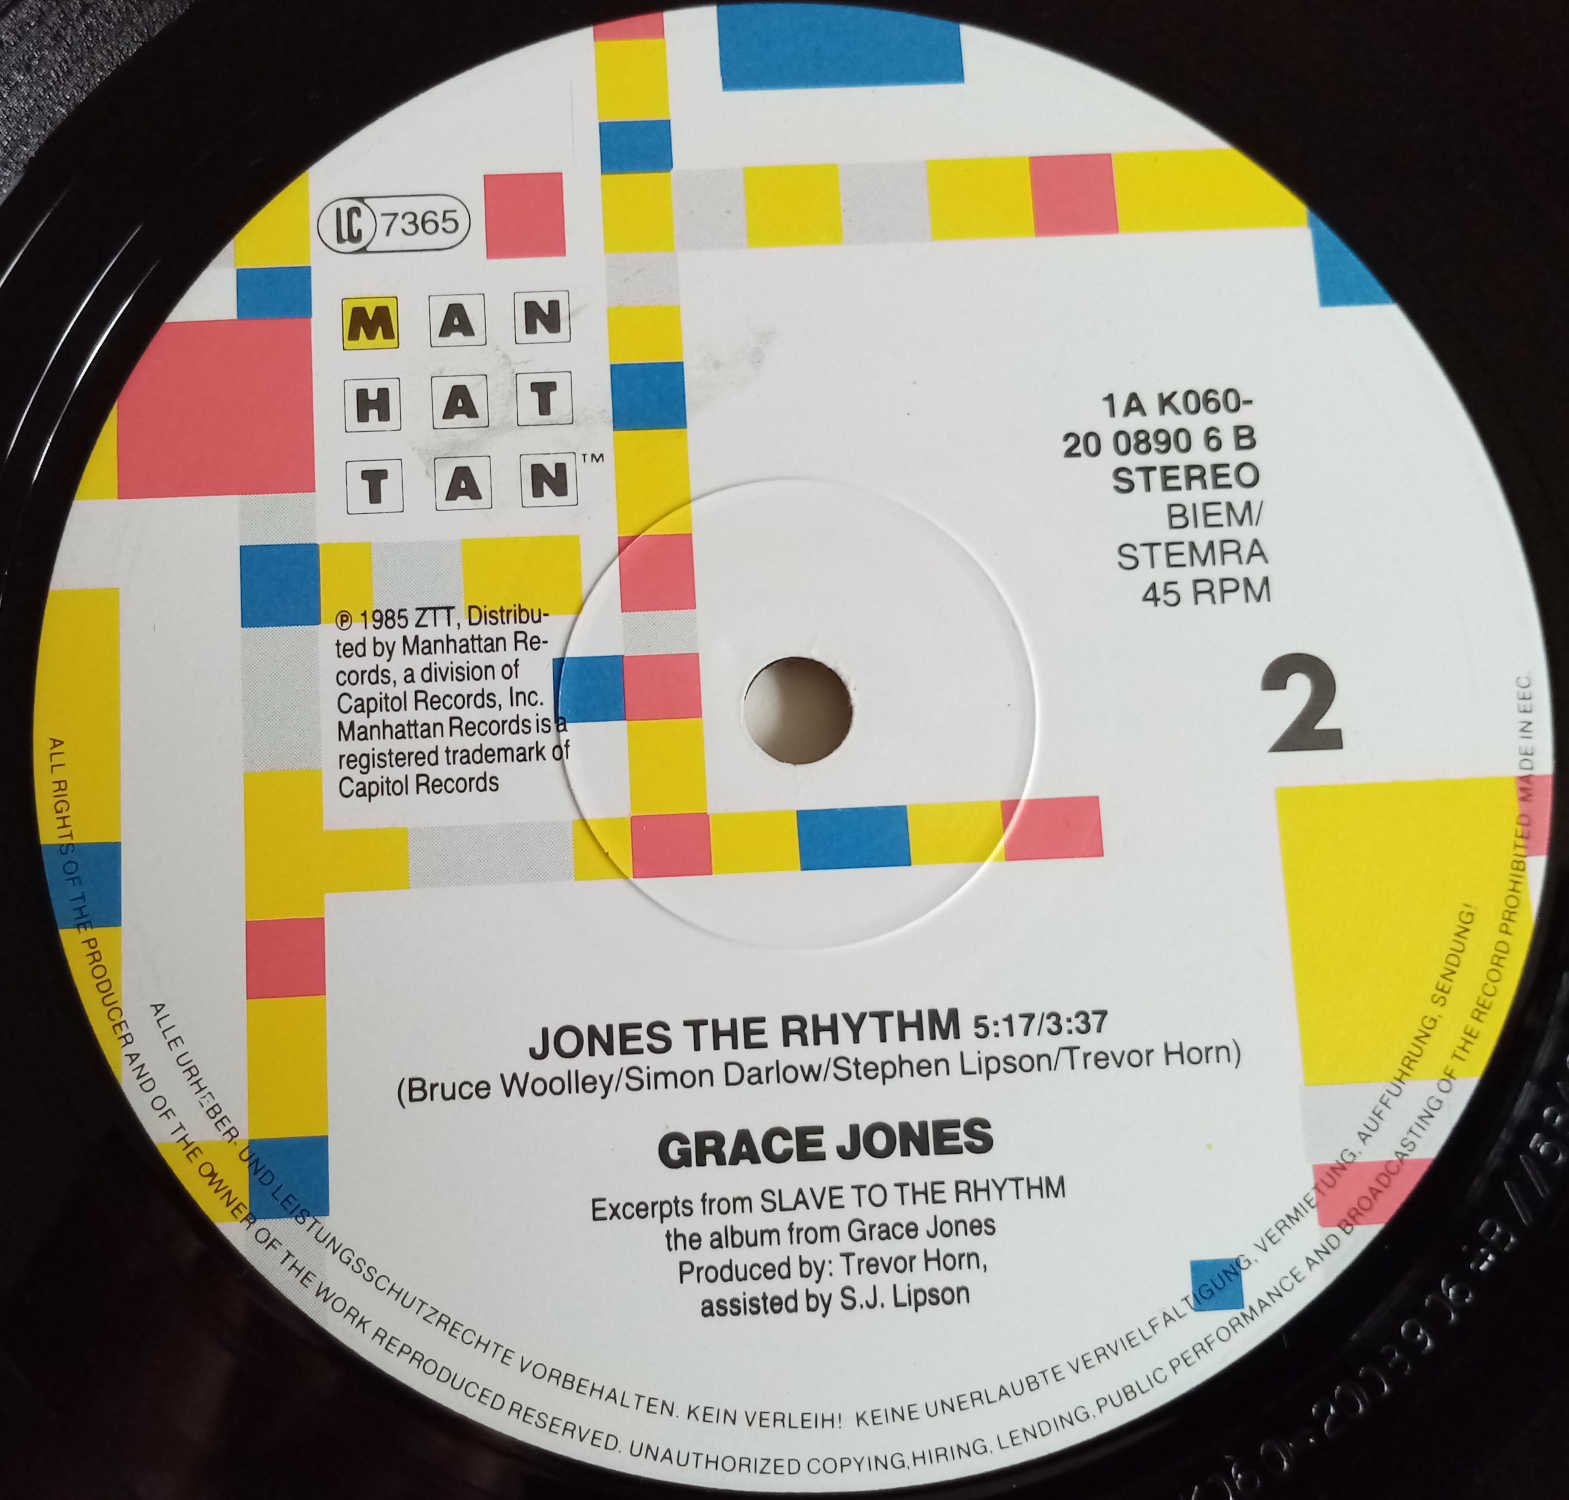 LC 7365
MAN
HAT
TAN™
1A K060-
20 0890 6 B
STEREO
BIEM/
STEMRA
45 RPM
2
℗ 1985 ZTT, Distribu-
ted by Manhattan Re-
cords, a division of
Capitol Records, Inc.
Manhattan Records is a
registered trademark of
Capitol Records
JONES THE RHYTHM 5:17/3:37
(Bruce Woolley/Simon Darlow/Stephen Lipson/Trevor Horn)
GRACE JONES
Excerpts from SLAVE TO THE RHYTHM
the album from Grace Jones
Produced by: Trevor Horn,
assisted by S.J. Lipson
ALLE URHEBER- UND LEISTUNGSSCHUTZRECHTE VORBEHALTEN. KEIN VERLEIH! KEINE UNERLAUBTE VERVIELFÄLTIGUNG, VERMIETUNG, AUFFÜHRUNG, SENDUNG!
ALL RIGHTS OF THE PRODUCER AND OF THE OWNER OF THE WORK REPRODUCED RESERVED. UNAUTHORIZED COPYING, HIRING, LENDING, PUBLIC PERFORMANCE AND BROADCASTING OF THE RECORD PROHIBITED MADE IN EEC.